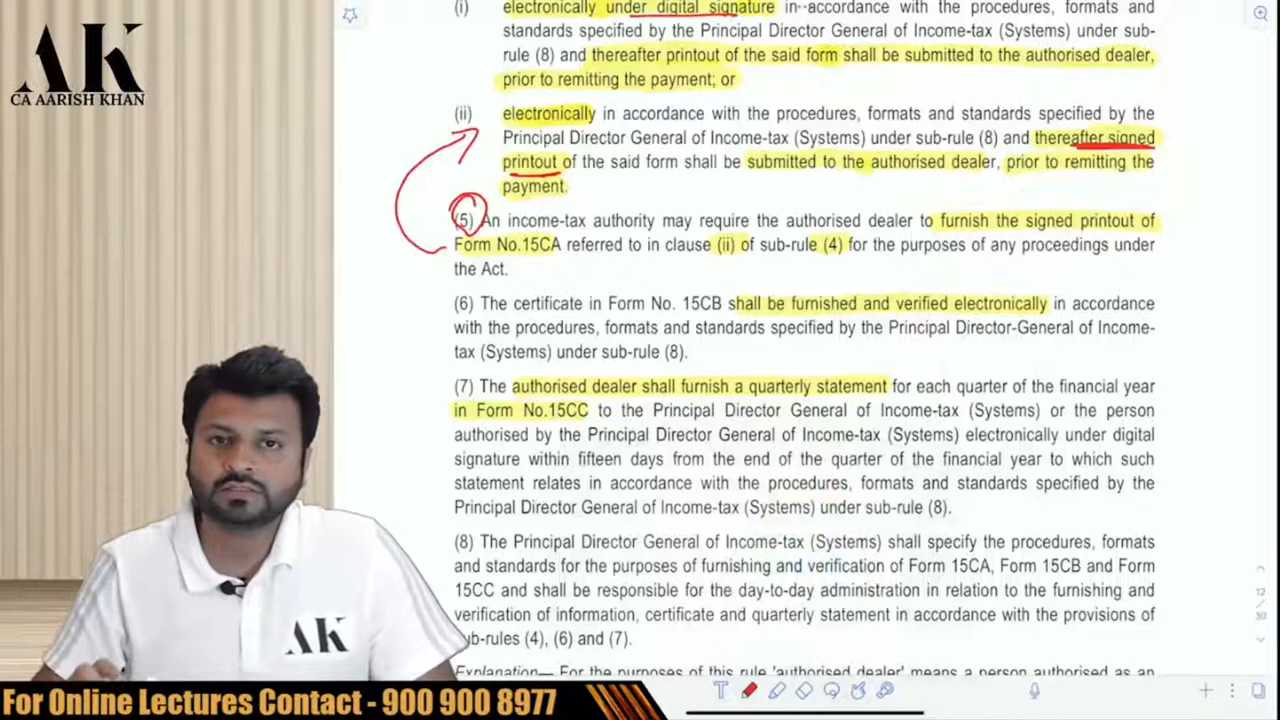 AK
CA AARISH KHAN
(i) electronically under digital signature in accordance with the procedures, formats and
standards specified by the Principal Director General of Income-tax (Systems) under sub-
rule (8) and thereafter printout of the said form shall be submitted to the authorised dealer,
prior to remitting the payment; or
(ii) electronically in accordance with the procedures, formats and standards specified by the
Principal Director General of Income-tax (Systems) under sub-rule (8) and thereafter signed
printout of the said form shall be submitted to the authorised dealer, prior to remitting the
payment.
(5) An income-tax authority may require the authorised dealer to furnish the signed printout of
Form No.15CA referred to in clause (ii) of sub-rule (4) for the purposes of any proceedings under
the Act.
(6) The certificate in Form No. 15CB shall be furnished and verified electronically in accordance
with the procedures, formats and standards specified by the Principal Director-General of Income-
tax (Systems) under sub-rule (8).
(7) The authorised dealer shall furnish a quarterly statement for each quarter of the financial year
in Form No.15CC to the Principal Director General of Income-tax (Systems) or the person
authorised by the Principal Director General of Income-tax (Systems) electronically under digital
signature within fifteen days from the end of the quarter of the financial year to which such
statement relates in accordance with the procedures, formats and standards specified by the
Principal Director General of Income-tax (Systems) under sub-rule (8).
(8) The Principal Director General of Income-tax (Systems) shall specify the procedures, formats
and standards for the purposes of furnishing and verification of Form 15CA, Form 15CB and Form
15CC and shall be responsible for the day-to-day administration in relation to the furnishing and
verification of information, certificate and quarterly statement in accordance with the provisions of
sub-rules (4), (6) and (7).
Explanation— For the purposes of this rule 'authorised dealer' means a person authorised as an
12
/
30
AK
For Online Lectures Contact - 900 900 8977